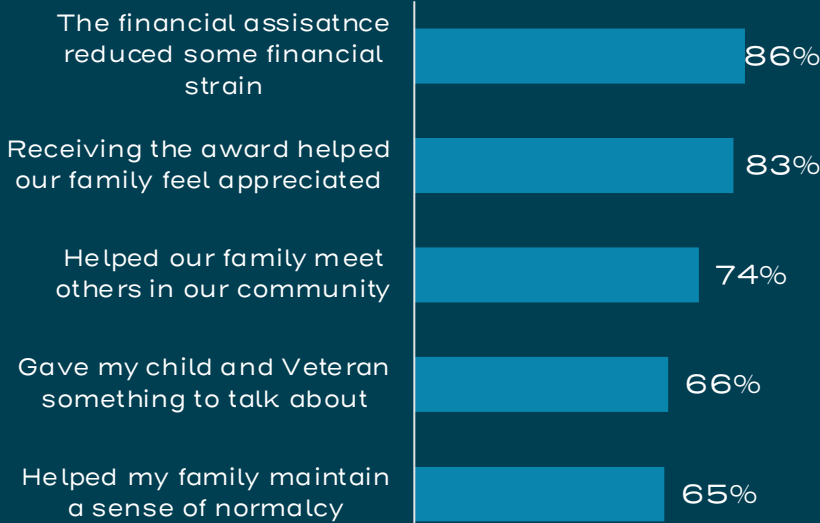 The financial assisatnce
reduced some financial
strain
86%
Receiving the award helped
our family feel appreciated
83%
Helped our family meet
others in our community
74%
Gave my child and Veteran
something to talk about
66%
Helped my family maintain
a sense of normalcy
65%